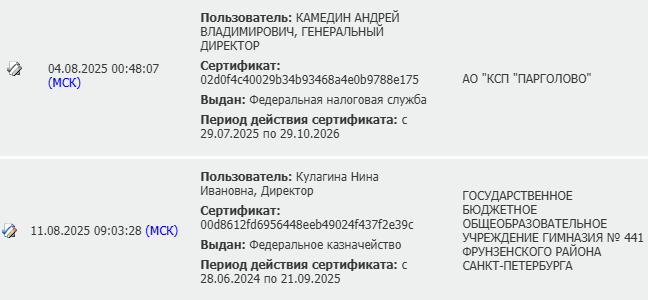 Пользователь: КАМЕДИН АНДРЕЙ
ВЛАДИМИРОВИЧ, ГЕНЕРАЛЬНЫЙ
ДИРЕКТОР
04.08.2025 00:48:07
(МСК)
Сертификат:
02d0f4c40029b34b93468a4e0b9788e175
АО "КСП "ПАРГОЛОВО"
Выдан: Федеральная налоговая служба
Период действия сертификата: с
29.07.2025 по 29.10.2026
Пользователь: Кулагина Нина
Ивановна, Директор
11.08.2025 09:03:28 (МСК)
Сертификат:
00d8612fd6956448eeb49024f437f2e39c
Выдан: Федеральное казначейство
Период действия сертификата: с
28.06.2024 по 21.09.2025
ГОСУДАРСТВЕННОЕ
БЮДЖЕТНОЕ
ОБЩЕОБРАЗОВАТЕЛЬНОЕ
УЧРЕЖДЕНИЕ ГИМНАЗИЯ № 441
ФРУНЗЕНСКОГО РАЙОНА
САНКТ-ПЕТЕРБУРГА